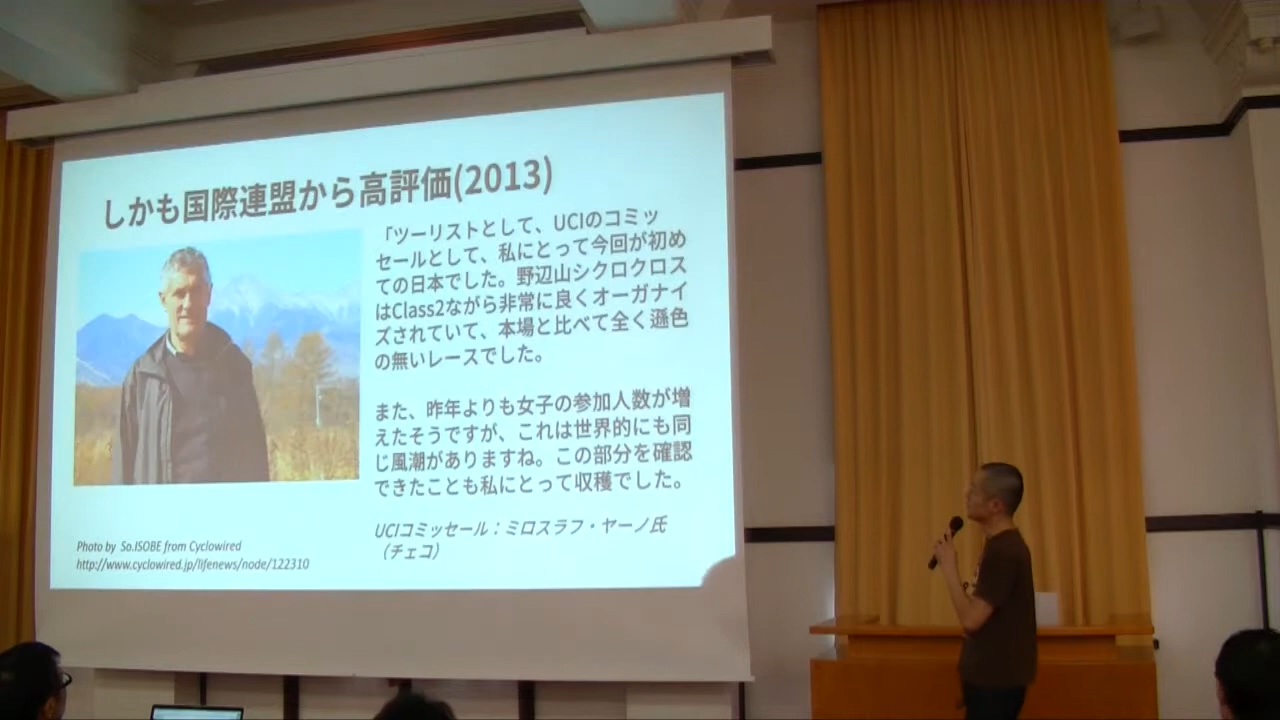 しかも国際連盟から高評価(2013)
「ツーリストとして、UCIのコミッ
セールとして、私にとって今回が初め
ての日本でした。野辺山シクロクロス
はClass2ながら非常に良くオーガナイ
ズされていて、本場と比べて全く遜色
の無いレースでした。
また、昨年よりも女子の参加人数が増
えたそうですが、これは世界的にも同
じ風潮がありますね。この部分を確認
できたことも私にとって収穫でした。
UCIコミッセール：ミロスラフ・ヤーノ氏
（チェコ）
Photo by So.ISOBE from Cyclowired
http://www.cyclowired.jp/lifenews/node/122310